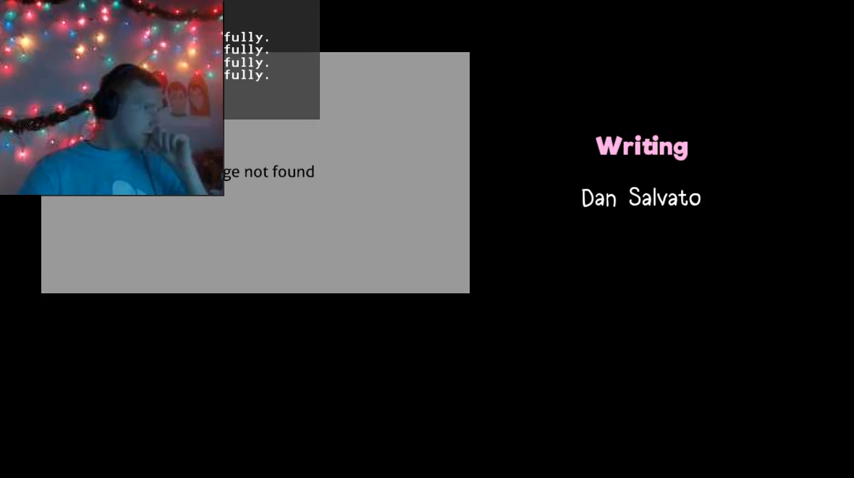 fully.
fully.
fully.
fully.
ge not found
Writing
Dan Salvato